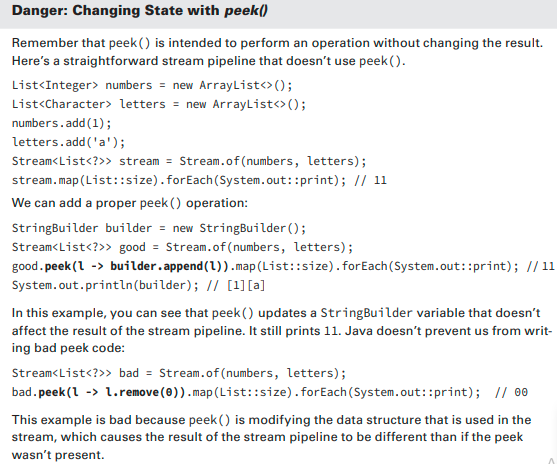 Danger: Changing State with peek()
Remember that peek() is intended to perform an operation without changing the result.
Here's a straightforward stream pipeline that doesn't use peek().
List<Integer> numbers = new ArrayList<>();
List<Character> letters = new ArrayList<>();
numbers.add(1);
letters.add('a');
Stream<List<?>> stream = Stream.of(numbers, letters);
stream.map(List::size).forEach(System.out::print); // 11
We can add a proper peek() operation:
StringBuilder builder = new StringBuilder();
Stream<List<?>> good = Stream.of(numbers, letters);
good.peek(l -> builder.append(l)).map(List::size).forEach(System.out::print); // 11
System.out.println(builder); // [1][a]
In this example, you can see that peek() updates a StringBuilder variable that doesn't
affect the result of the stream pipeline. It still prints 11. Java doesn't prevent us from writ-
ing bad peek code:
Stream<List<?>> bad = Stream.of(numbers, letters);
bad.peek(l -> l.remove(0)).map(List::size).forEach(System.out::print); // 00
This example is bad because peek() is modifying the data structure that is used in the
stream, which causes the result of the stream pipeline to be different than if the peek
wasn't present.